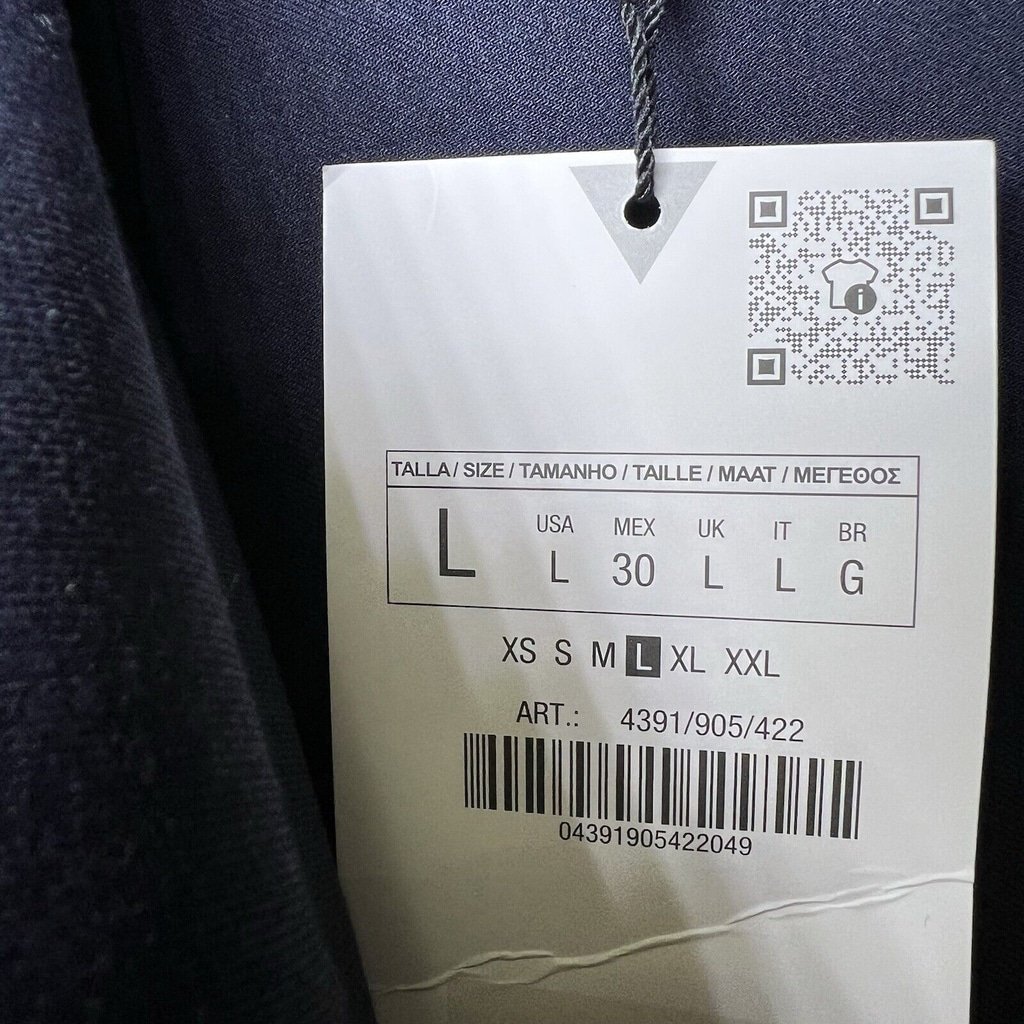 TALLA / SIZE / TAMANHO / TAILLE / MAAT / ΜΕΓΕΘΟΣ
USA MEX UK IT BR
L L 30 L L G
XS S M L XL XXL
ART.: 4391/905/422
04391905422049